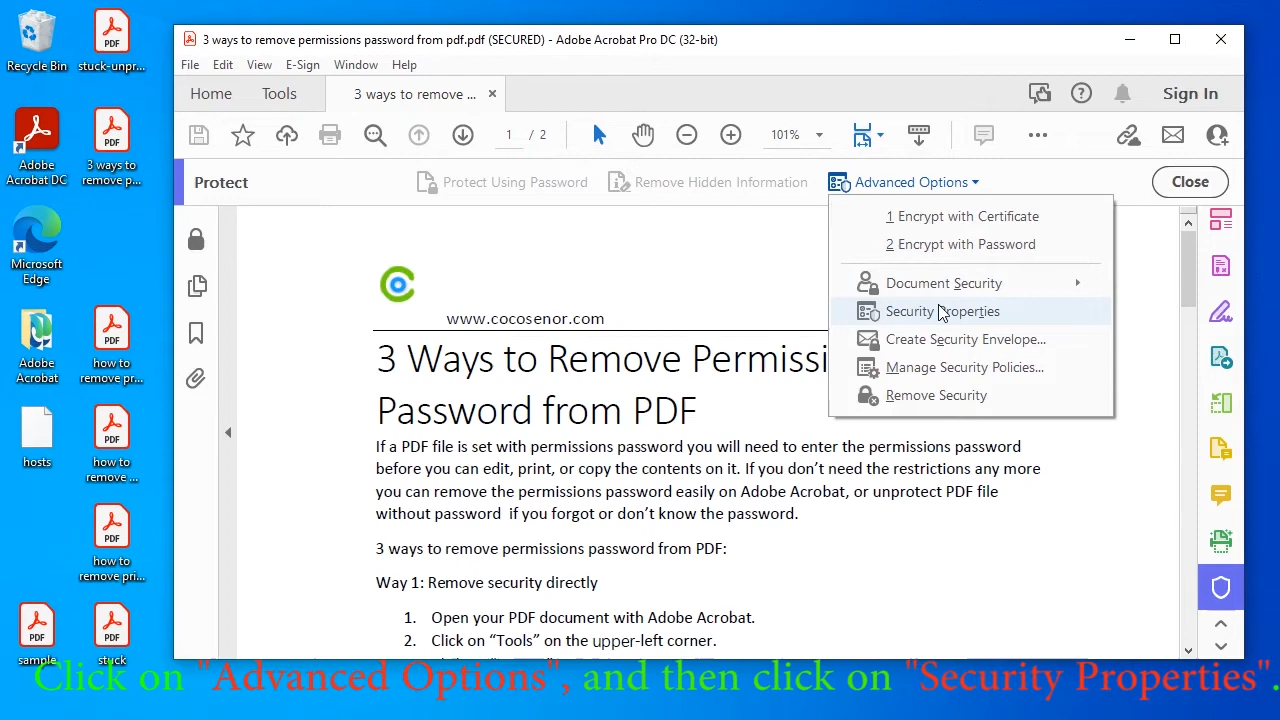 Recycle Bin
stuck-unpr...
Adobe
Acrobat DC
3 ways to
remove p...
Microsoft
Edge
Adobe
Acrobat
how to
remove pr...
hosts
how to
remove ...
how to
remove pri...
sample
stuck
3 ways to remove permissions password from pdf.pdf (SECURED) - Adobe Acrobat Pro DC (32-bit)
File Edit View E-Sign Window Help
Home Tools 3 ways to remove ... Sign In
1 / 2 101%
Protect Protect Using Password Remove Hidden Information Advanced Options Close
1 Encrypt with Certificate
2 Encrypt with Password
Document Security
Security Properties
Create Security Envelope...
Manage Security Policies...
Remove Security
www.cocosenor.com
3 Ways to Remove Permissi
Password from PDF
If a PDF file is set with permissions password you will need to enter the permissions password
before you can edit, print, or copy the contents on it. If you don’t need the restrictions any more
you can remove the permissions password easily on Adobe Acrobat, or unprotect PDF file
without password if you forgot or don’t know the password.
3 ways to remove permissions password from PDF:
Way 1: Remove security directly
1. Open your PDF document with Adobe Acrobat.
2. Click on “Tools” on the upper-left corner.
Click on "Advanced Options", and then click on "Security Properties".